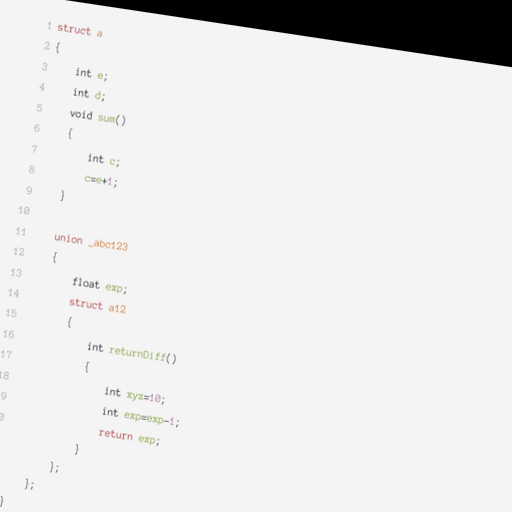 1 struct a
2 {
3 int e;
4 int d;
5 void sum()
6 {
7 int c;
8 c=e+1;
9 }
10
11 union _abc123
12 {
13 float exp;
14 struct a12
15 {
16 int returnDiff()
17 {
18 int xyz=10;
9 int exp=exp-1;
0 return exp;
}
};
};
}